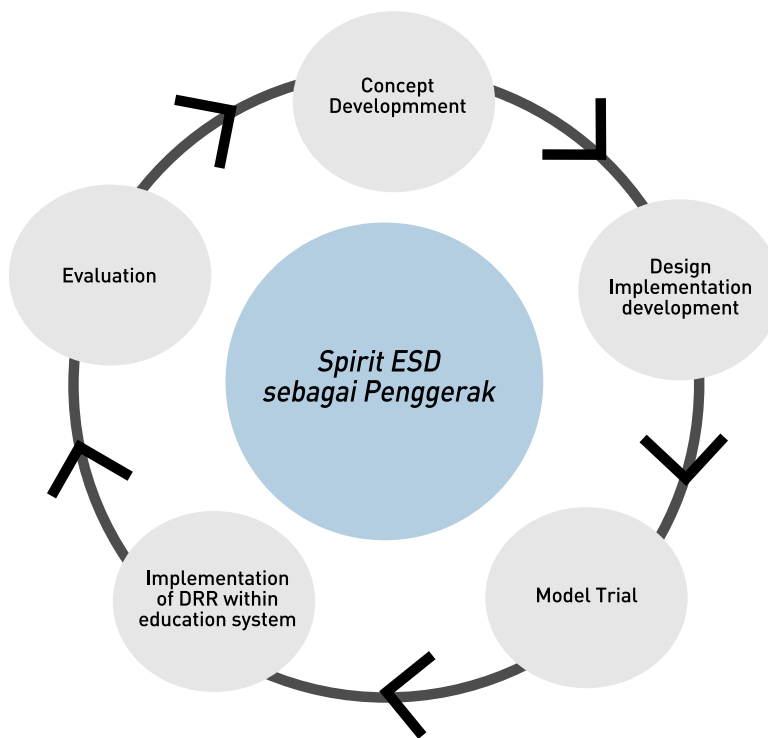 Concept
Developmment
Design
Implementation
development
Model Trial
Implementation
of DRR within
education system
Evaluation
Spirit ESD
sebagai Penggerak